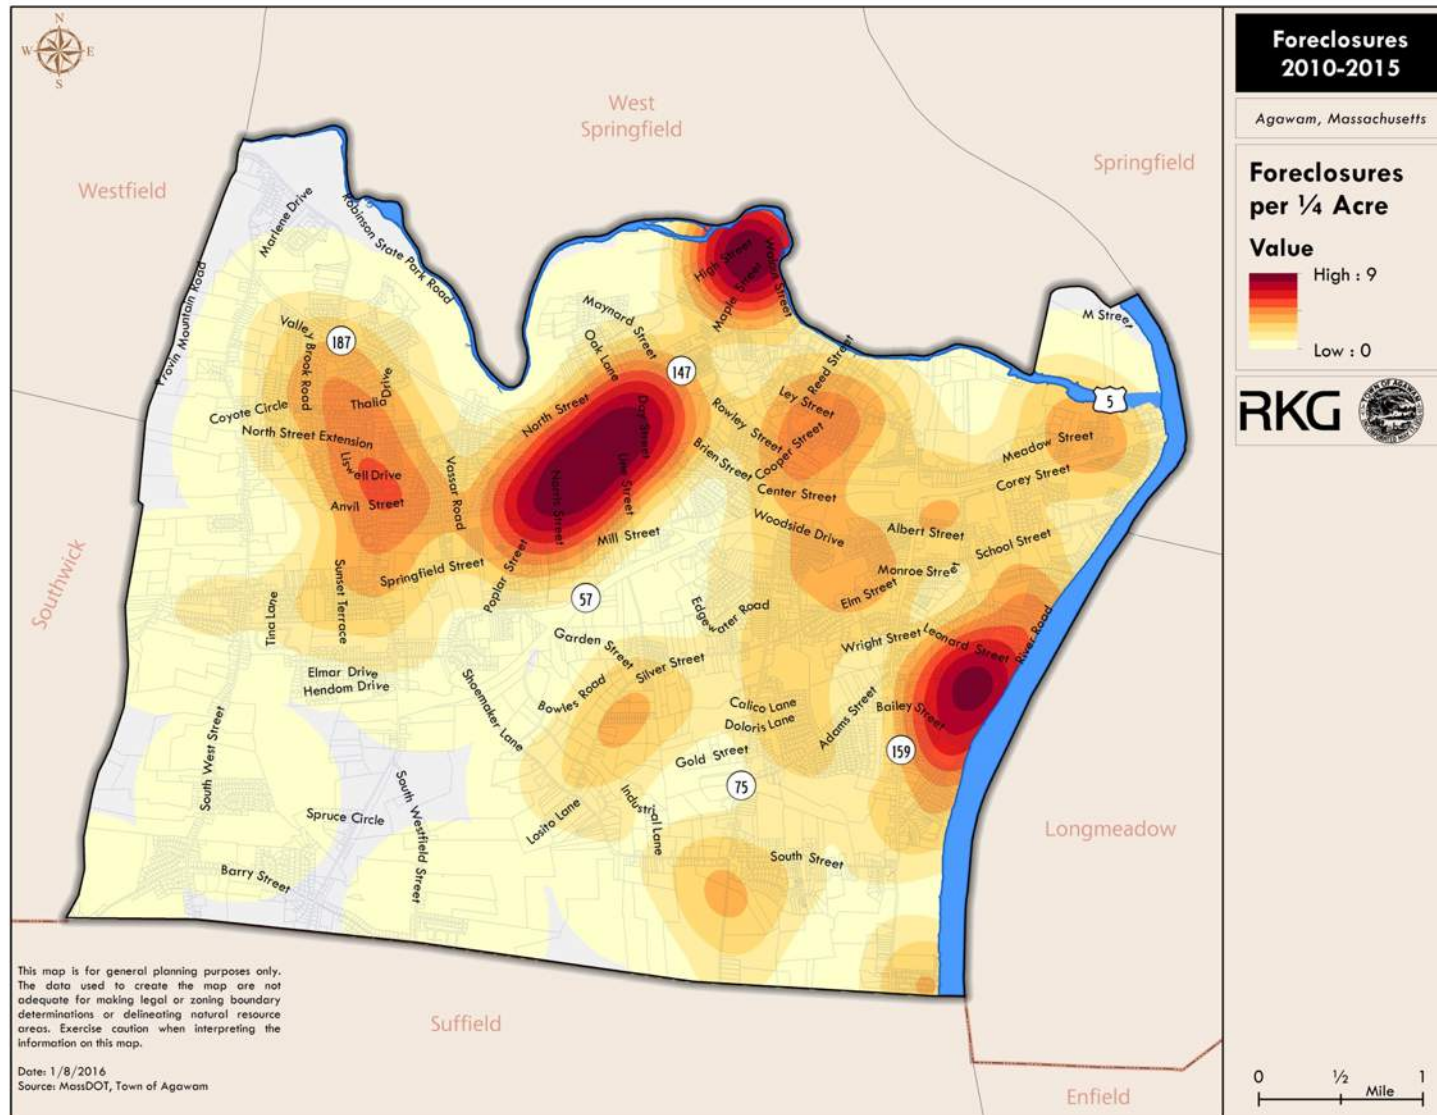 N
W E
S
West
Springfield
Springfield
Westfield
Southwick
Longmeadow
Suffield
Enfield
Marlene Drive
Robinson State Park Road
Provin Mountain Road
High Street
Walnut Street
Maple Street
M Street
Maynard Street
Oak Lane
Valley Brook Road
187
147
5
Reed Street
Ley Street
Thalia Drive
Coyote Circle
North Street Extension
North Street
Day Street
Rowley Street
Cooper Street
Meadow Street
Liswell Drive
Line Street
Brien Street
Corey Street
Anvil Street
Vassar Road
Norris Street
Center Street
Mill Street
Woodside Drive
Albert Street
School Street
Springfield Street
Poplar Street
57
Monroe Street
Elm Street
Sunset Terrace
Tina Lane
Edgewater Road
Garden Street
Silver Street
Wright Street
Leonard Street
River Road
Elmar Drive
Hendom Drive
Shoemaker Lane
Bowles Road
Calico Lane
Doloris Lane
Adams Street
Bailey Street
South West Street
Gold Street
159
75
South Westfield Street
Spruce Circle
Losito Lane
Industrial Lane
South Street
Barry Street
This map is for general planning purposes only.
The data used to create the map are not
adequate for making legal or zoning boundary
determinations or delineating natural resource
areas. Exercise caution when interpreting the
information on this map.
Date: 1/8/2016
Source: MassDOT, Town of Agawam
Foreclosures
2010-2015
Agawam, Massachusetts
Foreclosures
per ¼ Acre
Value
High : 9
Low : 0
RKG
TOWN OF AGAWAM
0 ½ 1
Mile